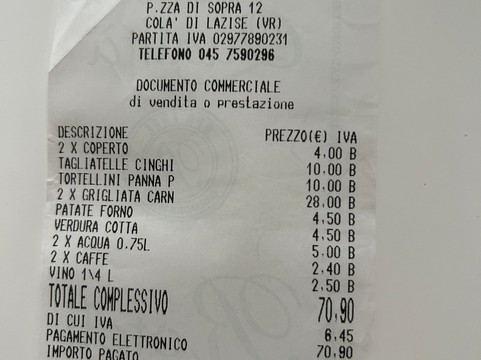 P.ZZA DI SOPRA 12
COLA' DI LAZISE (VR)
PARTITA IVA 02977890231
TELEFONO 045 7590296
DOCUMENTO COMMERCIALE
di vendita o prestazione
DESCRIZIONE PREZZO(€) IVA
2 X COPERTO 4,00 B
TAGLIATELLE CINGHI 10,00 B
TORTELLINI PANNA P 10,00 B
2 X GRIGLIATA CARN 28,00 B
PATATE FORNO 4,50 B
VERDURA COTTA 4,50 B
2 X ACQUA 0.75L 5,00 B
2 X CAFFE 2,40 B
VINO 1\4 L 2,50 B
TOTALE COMPLESSIVO 70,90
DI CUI IVA 6,45
PAGAMENTO ELETTRONICO 70,90
IMPORTO PAGATO